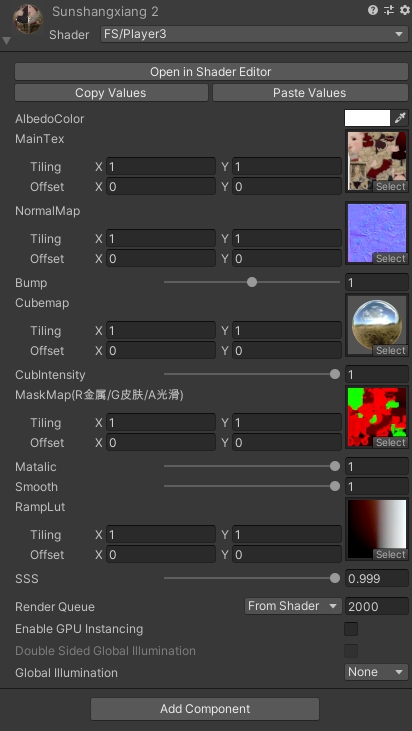 Sunshangxiang 2
Shader FS/Player3
Open in Shader Editor
Copy Values Paste Values
AlbedoColor
MainTex
Tiling X 1 Y 1
Offset X 0 Y 0
Select
NormalMap
Tiling X 1 Y 1
Offset X 0 Y 0
Select
Bump 1
Cubemap
Tiling X 1 Y 1
Offset X 0 Y 0
Select
CubIntensity 1
MaskMap(R金属/G皮肤/A光滑)
Tiling X 1 Y 1
Offset X 0 Y 0
Select
Matalic 1
Smooth 1
RampLut
Tiling X 1 Y 1
Offset X 0 Y 0
Select
SSS 0.999
Render Queue From Shader 2000
Enable GPU Instancing
Double Sided Global Illumination
Global Illumination None
Add Component